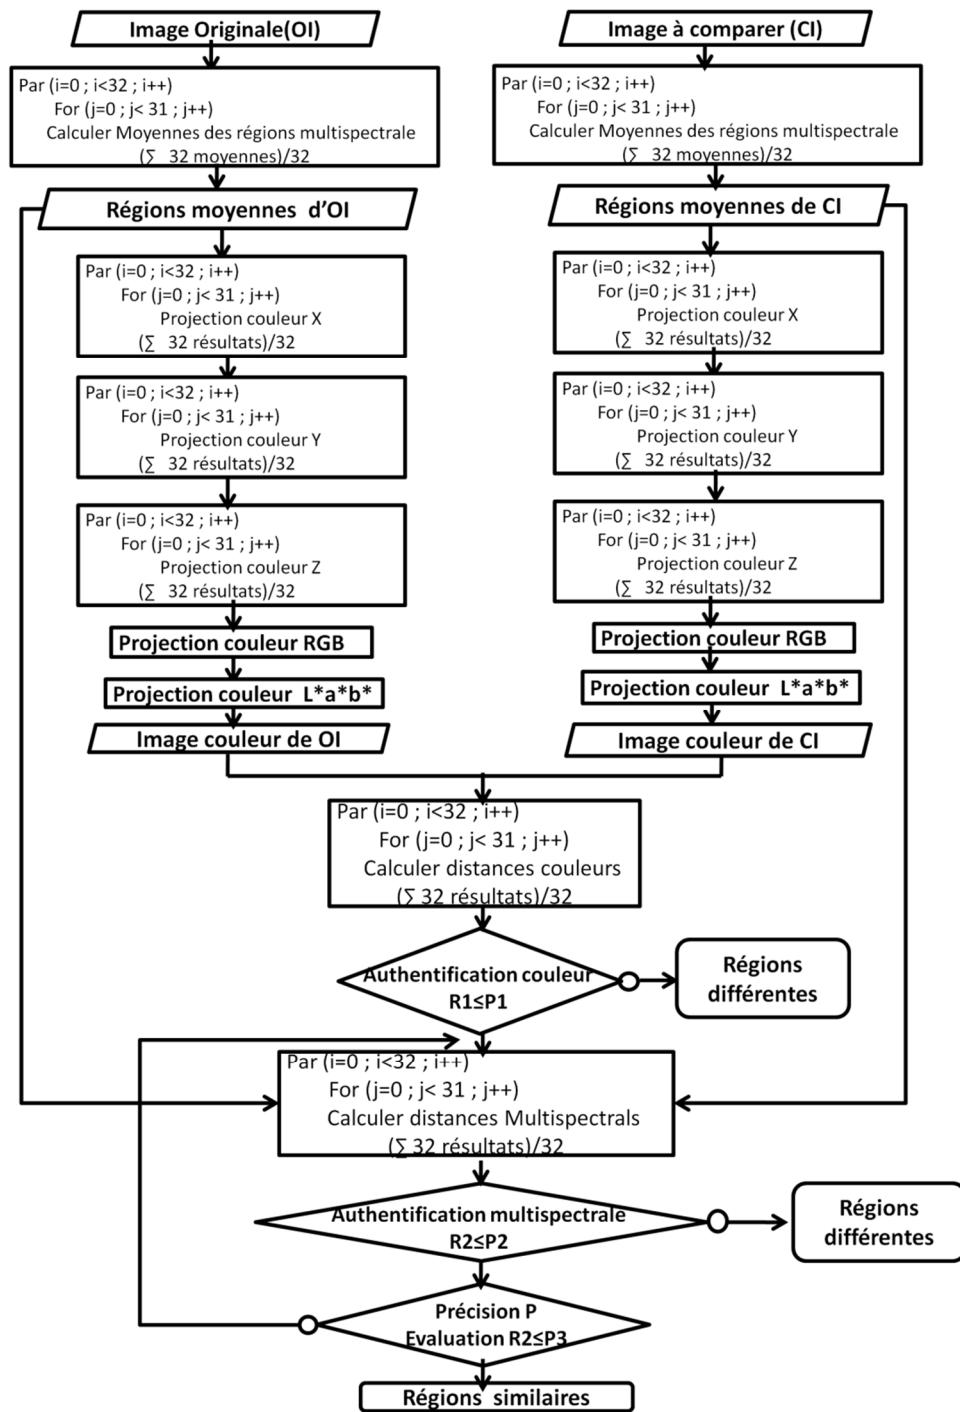 Image Originale(OI)
Par (i=0 ; i<32 ; i++)
For (j=0 ; j< 31 ; j++)
Calculer Moyennes des régions multispectrale
(∑ 32 moyennes)/32
Régions moyennes d’OI
Par (i=0 ; i<32 ; i++)
For (j=0 ; j< 31 ; j++)
Projection couleur X
(∑ 32 résultats)/32
Par (i=0 ; i<32 ; i++)
For (j=0 ; j< 31 ; j++)
Projection couleur Y
(∑ 32 résultats)/32
Par (i=0 ; i<32 ; i++)
For (j=0 ; j< 31 ; j++)
Projection couleur Z
(∑ 32 résultats)/32
Projection couleur RGB
Projection couleur L*a*b*
Image couleur de OI
Image à comparer (CI)
Par (i=0 ; i<32 ; i++)
For (j=0 ; j< 31 ; j++)
Calculer Moyennes des régions multispectrale
(∑ 32 moyennes)/32
Régions moyennes de CI
Par (i=0 ; i<32 ; i++)
For (j=0 ; j< 31 ; j++)
Projection couleur X
(∑ 32 résultats)/32
Par (i=0 ; i<32 ; i++)
For (j=0 ; j< 31 ; j++)
Projection couleur Y
(∑ 32 résultats)/32
Par (i=0 ; i<32 ; i++)
For (j=0 ; j< 31 ; j++)
Projection couleur Z
(∑ 32 résultats)/32
Projection couleur RGB
Projection couleur L*a*b*
Image couleur de CI
Par (i=0 ; i<32 ; i++)
For (j=0 ; j< 31 ; j++)
Calculer distances couleurs
(∑ 32 résultats)/32
Authentification couleur
R1≤P1
Régions
différentes
Par (i=0 ; i<32 ; i++)
For (j=0 ; j< 31 ; j++)
Calculer distances Multispectrals
(∑ 32 résultats)/32
Authentification multispectrale
R2≤P2
Régions
différentes
Précision P
Evaluation R2≤P3
Régions similaires